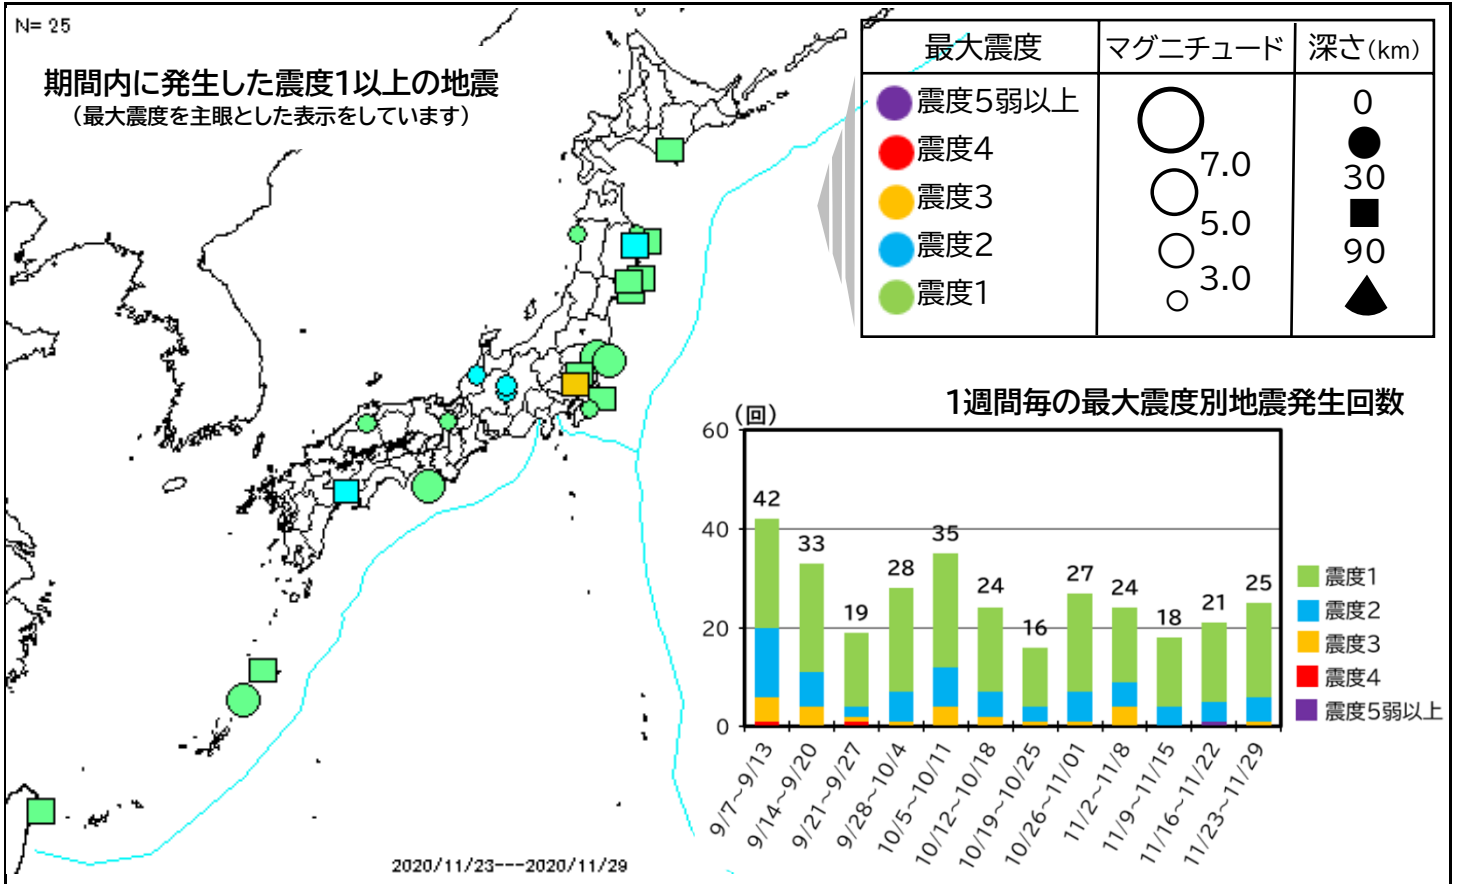 N= 25
期間内に発生した震度1以上の地震
（最大震度を主眼とした表示をしています）
最大震度 マグニチュード 深さ(km)
震度5弱以上
震度4
震度3
震度2
震度1
7.0
5.0
3.0
0
30
90
1週間毎の最大震度別地震発生回数
(回)
60
40
20
0
42
33
19
28
35
24
16
27
24
18
21
25
9/7～9/13
9/14～9/20
9/21～9/27
9/28～10/4
10/5～10/11
10/12～10/18
10/19～10/25
10/26～11/01
11/2～11/8
11/9～11/15
11/16～11/22
11/23～11/29
震度1
震度2
震度3
震度4
震度5弱以上
2020/11/23---2020/11/29